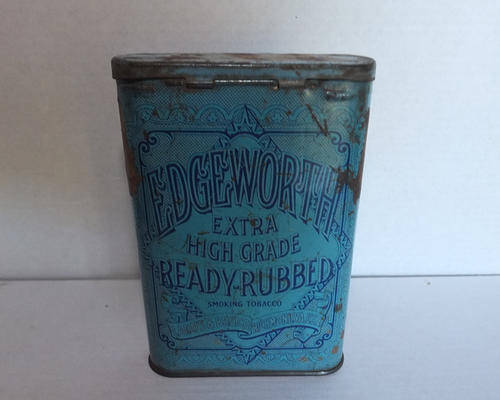 EDGEWORTH
EXTRA
HIGH GRADE
READY-RUBBED
SMOKING TOBACCO